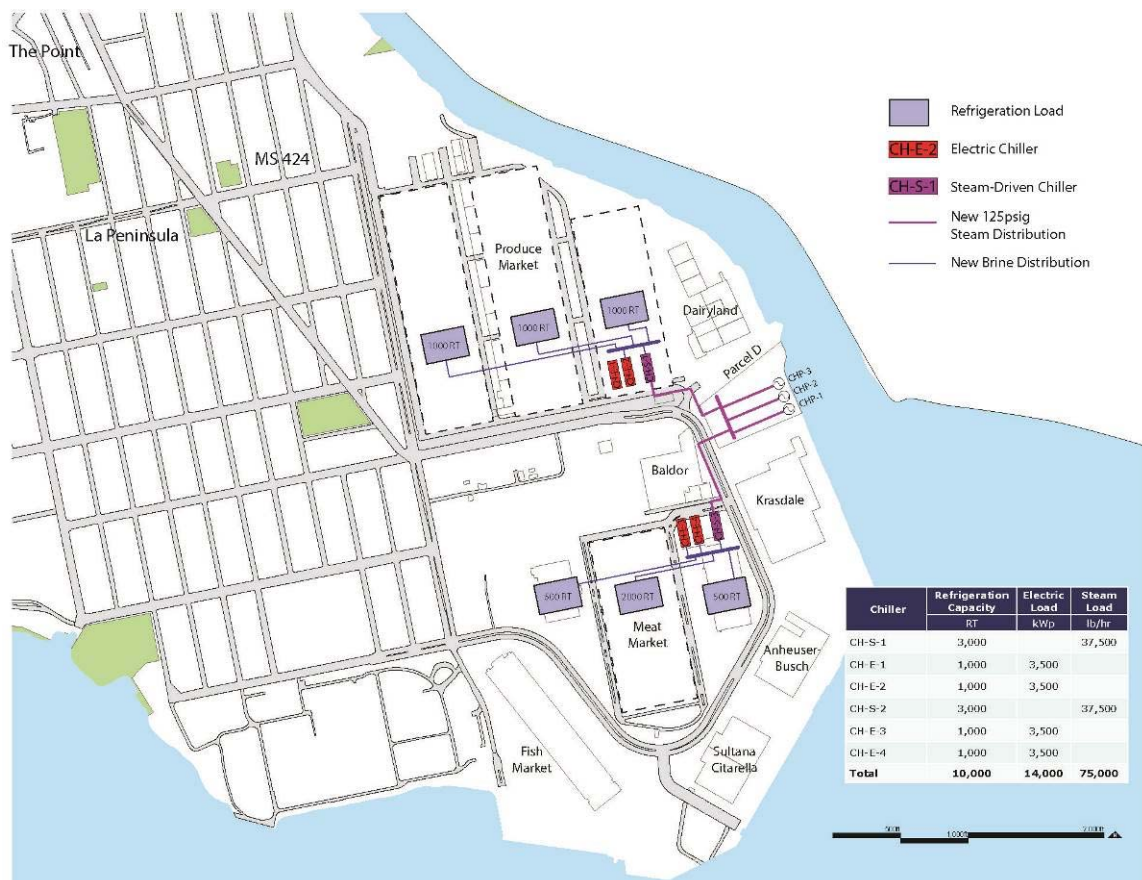 The Point
MS 424
La Peninsula
Produce
Market
Dairyland
Parcel D
CHP-3
CHP-2
CHP-1
1000 RT
1000 RT
1000 RT
Baldor
Krasdale
2000 RT
500 RT
Meat
Market
Anheuser-
Busch
Fish
Market
Sultana
Citarella
Refrigeration Load
CH-E-2 Electric Chiller
CH-S-1 Steam-Driven Chiller
New 125psig
Steam Distribution
New Brine Distribution
Chiller Refrigeration Capacity Electric Load Steam Load
RT kWp lb/hr
CH-S-1 3,000 37,500
CH-E-1 1,000 3,500
CH-E-2 1,000 3,500
CH-S-2 3,000 37,500
CH-E-3 1,000 3,500
CH-E-4 1,000 3,500
Total 10,000 14,000 75,000
500ft
1,000ft
2,000ft